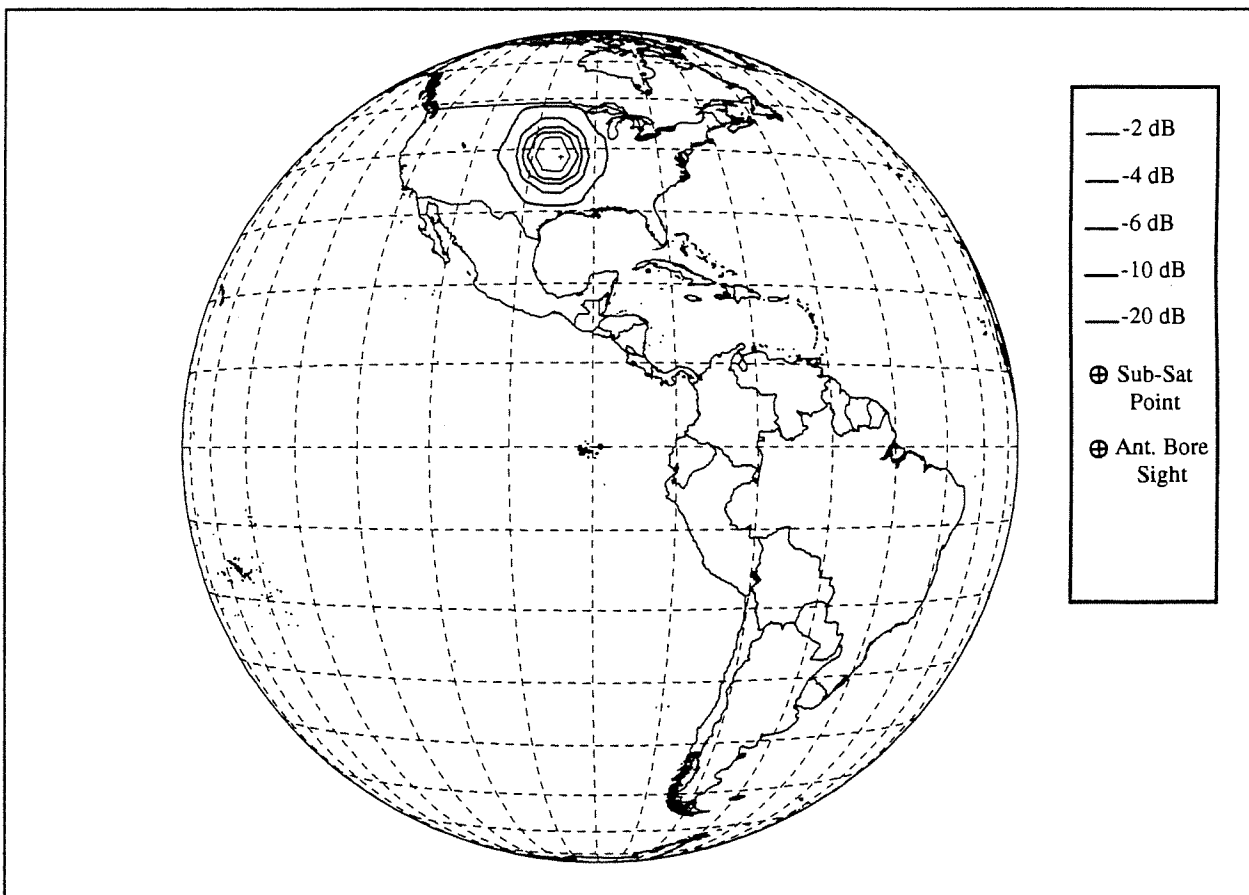 -2 dB
-4 dB
-6 dB
-10 dB
-20 dB
⊕ Sub-Sat
Point
⊕ Ant. Bore
Sight